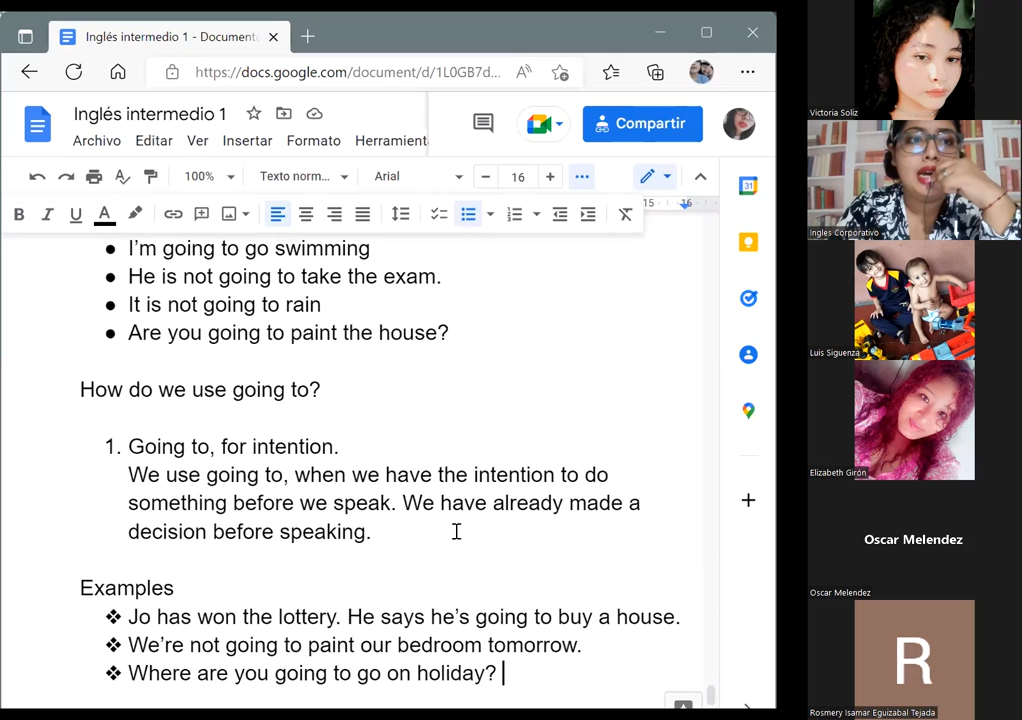 Inglés intermedio 1 - Documento
https://docs.google.com/document/d/1L0GB7d...
Inglés intermedio 1
Compartir
Archivo Editar Ver Insertar Formato Herramient
100% Texto norm... Arial 16
15 16
31
I'm going to go swimming
He is not going to take the exam.
It is not going to rain
Are you going to paint the house?
How do we use going to?
1. Going to, for intention.
We use going to, when we have the intention to do
something before we speak. We have already made a
decision before speaking.
Examples
Jo has won the lottery. He says he's going to buy a house.
We're not going to paint our bedroom tomorrow.
Where are you going to go on holiday?
Victoria Soliz
Ingles Corporativo
Luis Siguenza
Elizabeth Girón
Oscar Melendez
Oscar Melendez
R
Rosmery Isamar Eguizabal Tejada